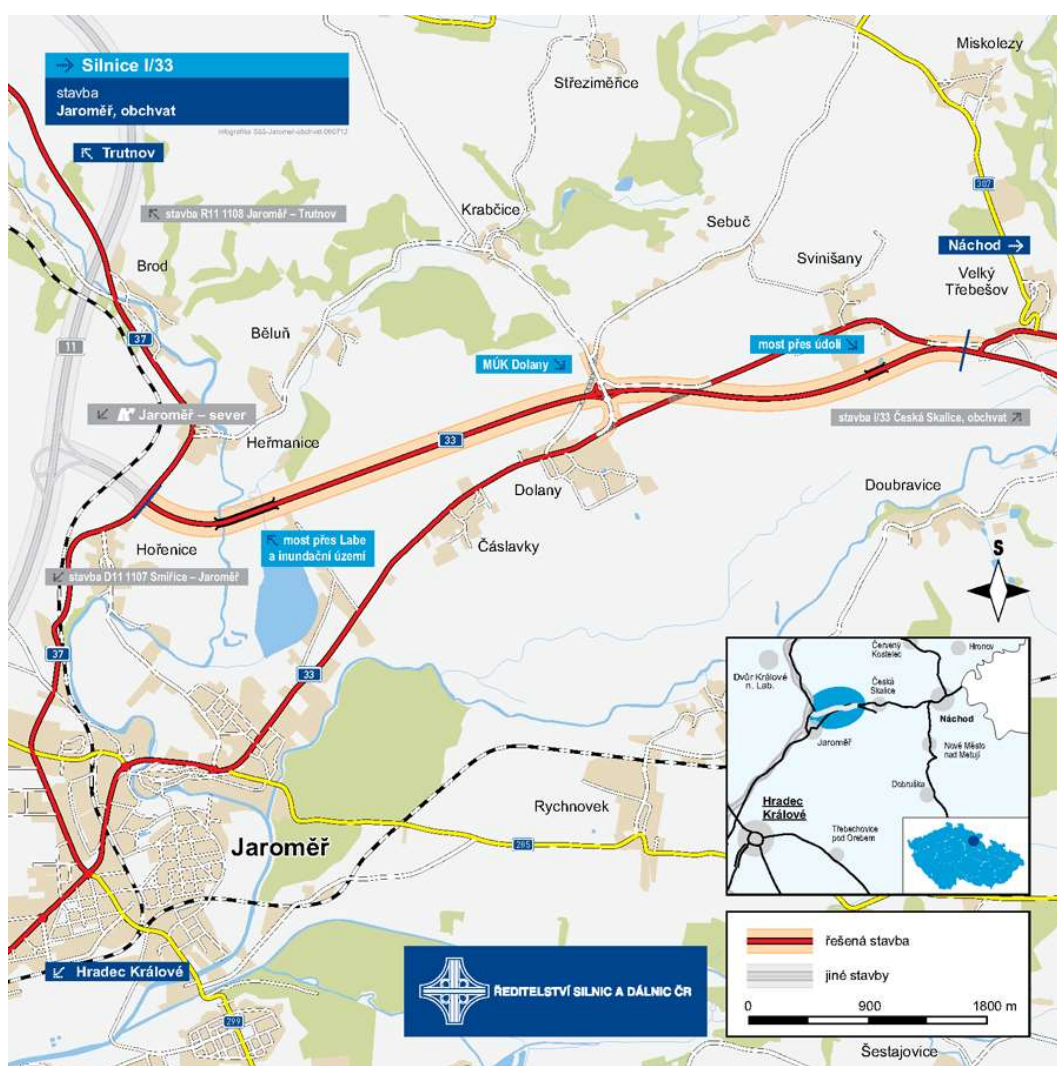 Silnice I/33
stavba
Jaroměř, obchvat
Trutnov
stavba R11 1108 Jaroměř – Trutnov
Střeziměřice
Miskolezy
307
Krabčice
Sebuč
Svinišany
Náchod
Velký
Třebešov
Brod
37
11
Běluň
MÚK Dolany
most přes údolí
Jaroměř – sever
Heřmanice
33
stavba I/33 Česká Skalice, obchvat
Dolany
Doubravice
Hořenice
most přes Labe
a inundační území
Čáslavky
S
stavba D11 1107 Smiřice – Jaroměř
37
33
Červený
Kostelec
Hronov
Dvůr Králové
n. Lab.
Česká
Skalice
Náchod
Jaroměř
Nové Město
nad Metují
Dobruška
Hradec
Králové
Třebechovice
pod Orebem
Rychnovek
285
Jaroměř
řešená stavba
jiné stavby
0 900 1800 m
Hradec Králové
ŘEDITELSTVÍ SILNIC A DÁLNIC ČR
299
Šestajovice